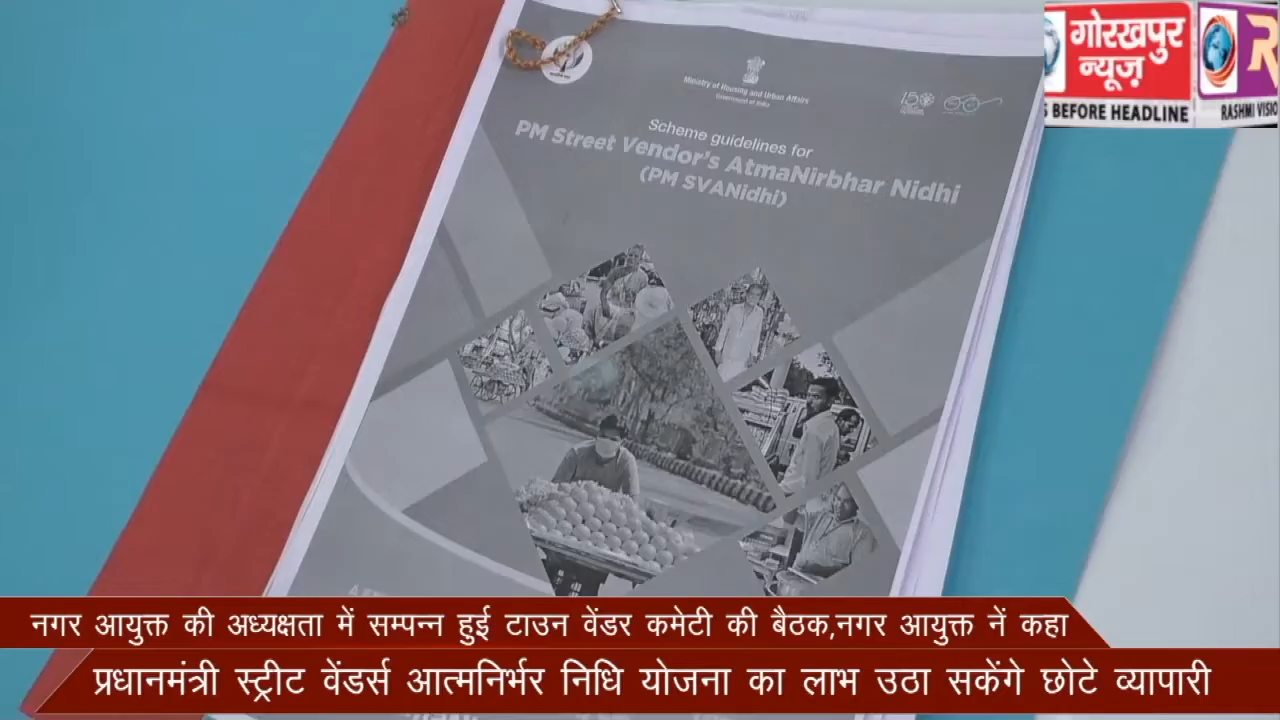 गोरखपुर
न्यूज़
BEFORE HEADLINE
RASHMI
Ministry of Housing and Urban Affairs
Government of India
150
Scheme guidelines for
PM Street Vendor's AtmaNirbhar Nidhi
(PM SVANidhi)
नगर आयुक्त की अध्यक्षता में सम्पन्न हुई टाउन वेंडर कमेटी की बैठक,नगर आयुक्त नें कहा
प्रधानमंत्री स्ट्रीट वेंडर्स आत्मनिर्भर निधि योजना का लाभ उठा सकेंगे छोटे व्यापारी